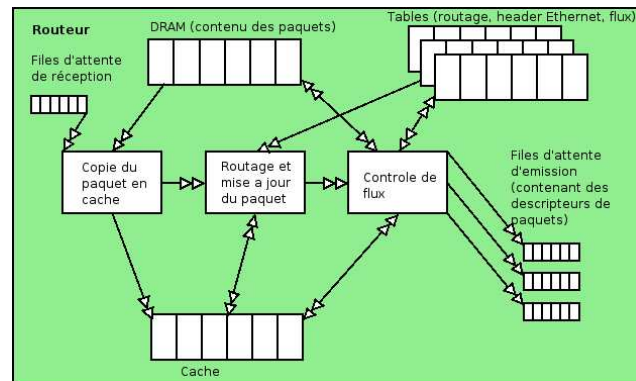 Routeur
DRAM (contenu des paquets)
Tables (routage, header Ethernet, flux)
Files d'attente
de réception
Copie du
paquet en
cache
Routage et
mise a jour
du paquet
Controle de
flux
Files d'attente
d'emission
(contenant des
descripteurs de
paquets)
Cache